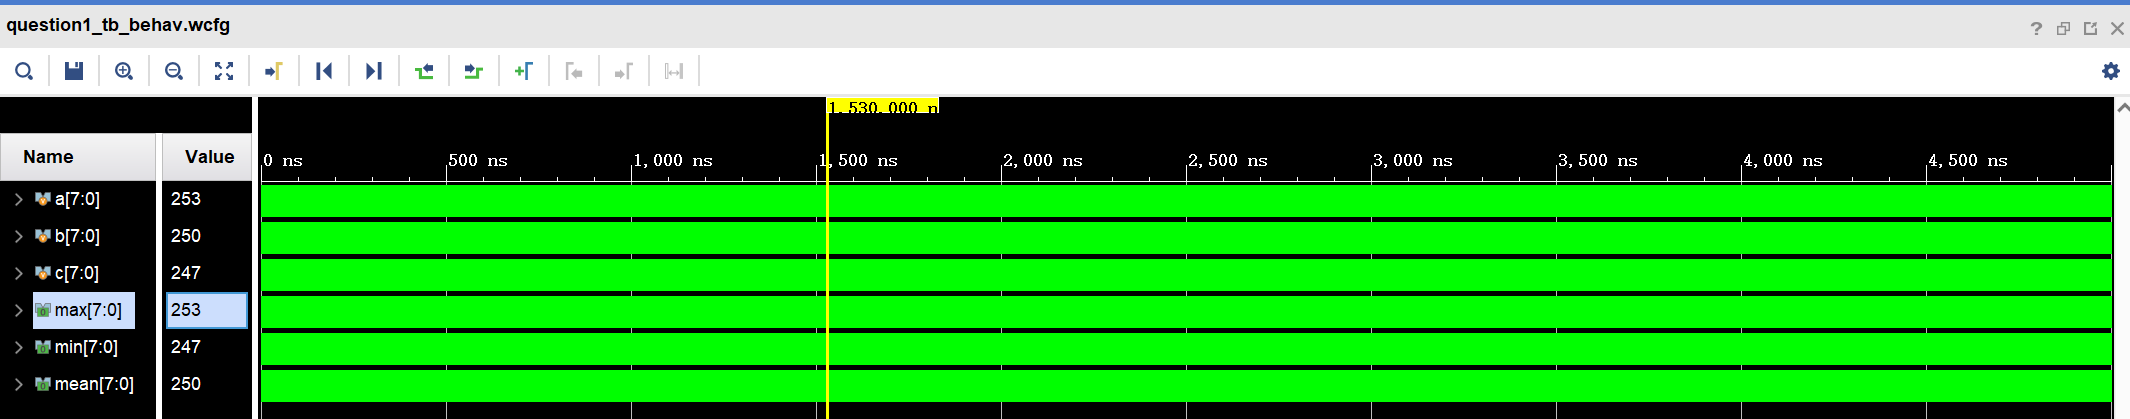 question1_tb_behav.wcfg
?
1,530.000 n
Name Value
0 ns 500 ns 1,000 ns 1,500 ns 2,000 ns 2,500 ns 3,000 ns 3,500 ns 4,000 ns 4,500 ns
a[7:0] 253
b[7:0] 250
c[7:0] 247
max[7:0] 253
min[7:0] 247
mean[7:0] 250